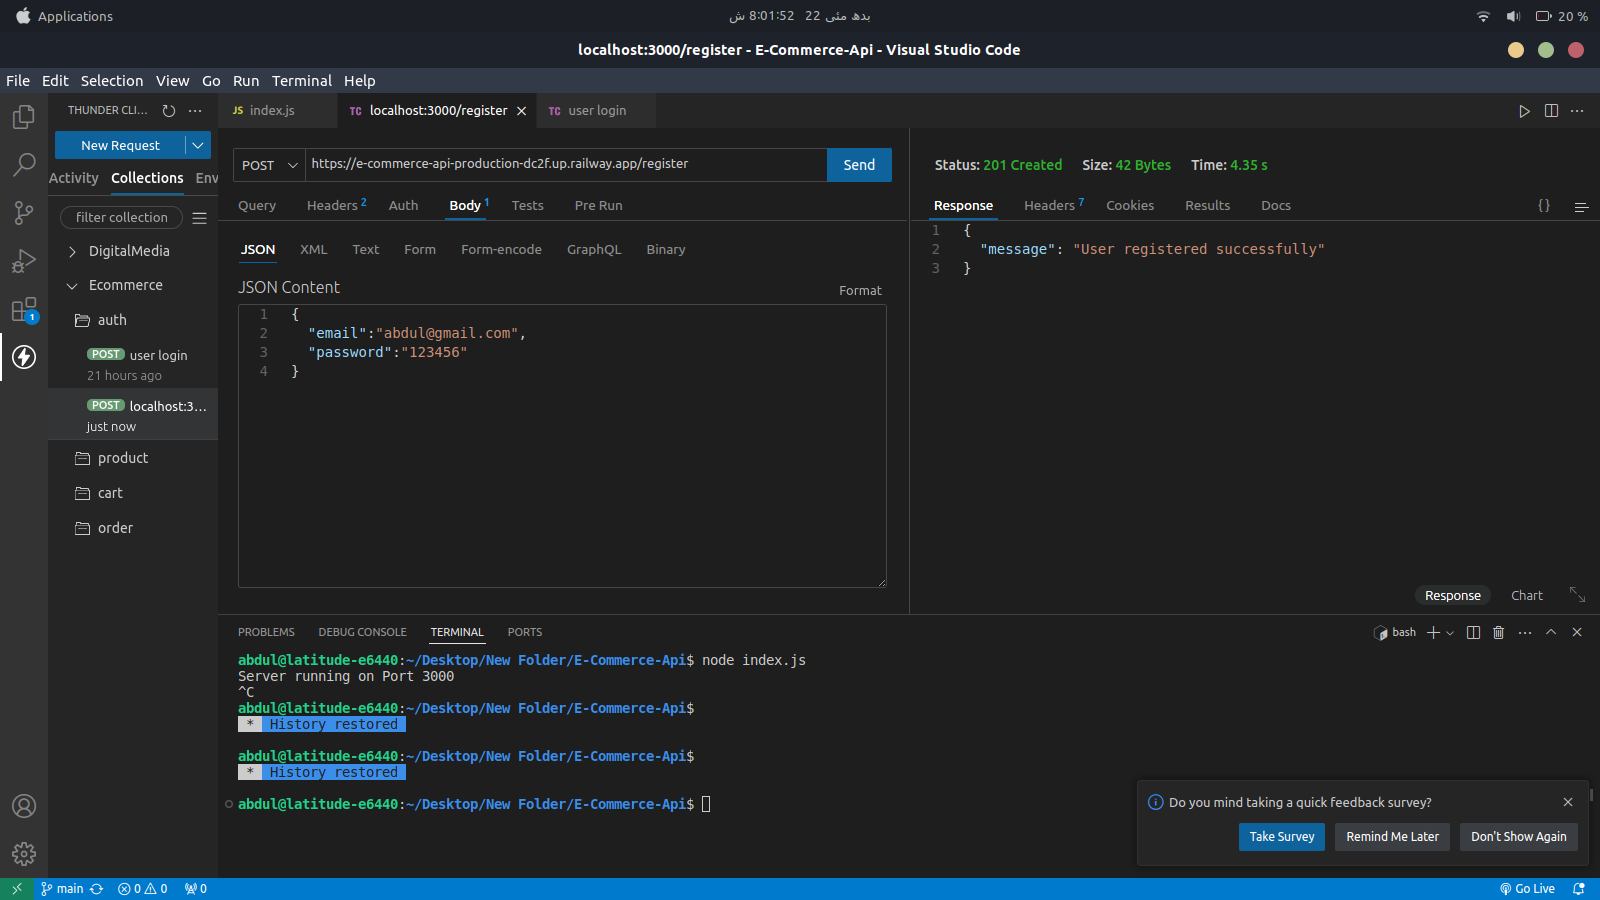 Applications
بدھ مئی 22   8:01:52 ش
20 %
localhost:3000/register - E-Commerce-Api - Visual Studio Code
File Edit Selection View Go Run Terminal Help
THUNDER CLI... ...
JS index.js
TC localhost:3000/register
TC user login
New Request
Activity Collections Env
filter collection
DigitalMedia
Ecommerce
auth
POST user login
21 hours ago
POST localhost:3...
just now
product
cart
order
1
POST https://e-commerce-api-production-dc2f.up.railway.app/register Send
Query Headers 2 Auth Body 1 Tests Pre Run
JSON XML Text Form Form-encode GraphQL Binary
JSON Content
Format
1 {
2 "email":"abdul@gmail.com",
3 "password":"123456"
4 }
Status: 201 Created Size: 42 Bytes Time: 4.35 s
Response Headers 7 Cookies Results Docs {}
1 {
2 "message": "User registered successfully"
3 }
Response Chart
PROBLEMS DEBUG CONSOLE TERMINAL PORTS
bash
abdul@latitude-e6440:~/Desktop/New Folder/E-Commerce-Api$ node index.js
Server running on Port 3000
^C
abdul@latitude-e6440:~/Desktop/New Folder/E-Commerce-Api$
* History restored
abdul@latitude-e6440:~/Desktop/New Folder/E-Commerce-Api$
* History restored
abdul@latitude-e6440:~/Desktop/New Folder/E-Commerce-Api$
Do you mind taking a quick feedback survey?
Take Survey Remind Me Later Don't Show Again
main 0 0 0
Go Live